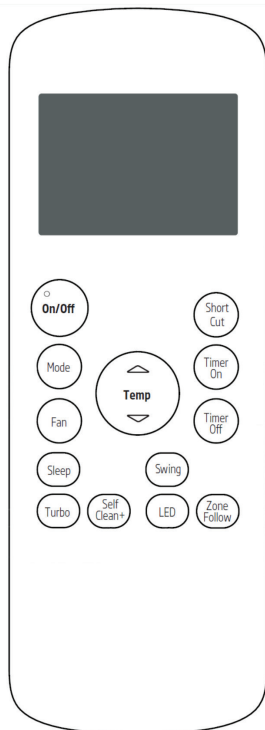 On/Off
Short
Cut
Mode
Temp
Timer
On
Fan
Timer
Off
Sleep
Swing
Turbo
Self
Clean+
LED
Zone
Follow